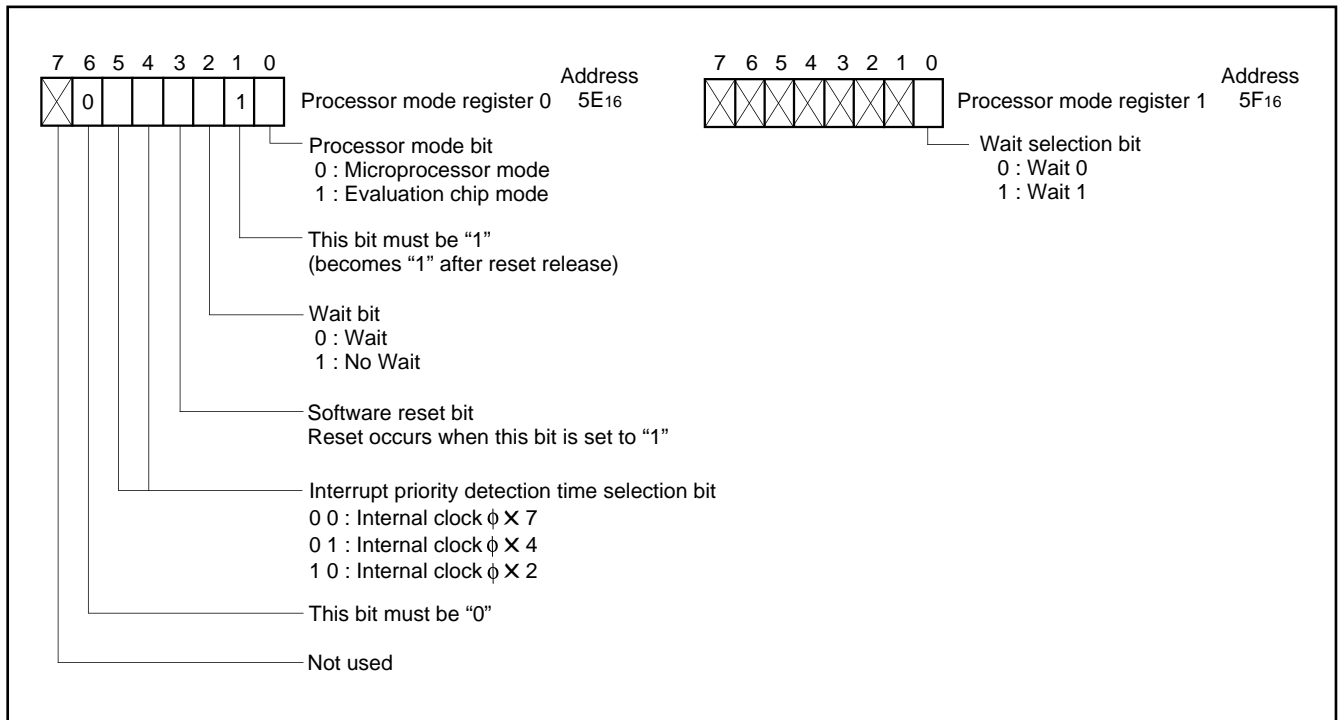 7 6 5 4 3 2 1 0
0 1
Processor mode register 0
Address
5E16
Processor mode bit
0 : Microprocessor mode
1 : Evaluation chip mode
This bit must be “1”
(becomes “1” after reset release)
Wait bit
0 : Wait
1 : No Wait
Software reset bit
Reset occurs when this bit is set to “1”
Interrupt priority detection time selection bit
0 0 : Internal clock ϕ ✕ 7
0 1 : Internal clock ϕ ✕ 4
1 0 : Internal clock ϕ ✕ 2
This bit must be “0”
Not used
7 6 5 4 3 2 1 0
Processor mode register 1
Address
5F16
Wait selection bit
0 : Wait 0
1 : Wait 1